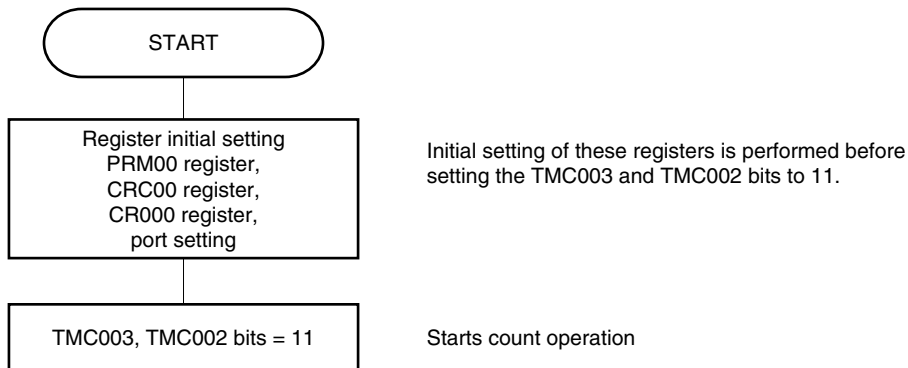 START
Register initial setting
PRM00 register,
CRC00 register,
CR000 register,
port setting
Initial setting of these registers is performed before
setting the TMC003 and TMC002 bits to 11.
TMC003, TMC002 bits = 11
Starts count operation